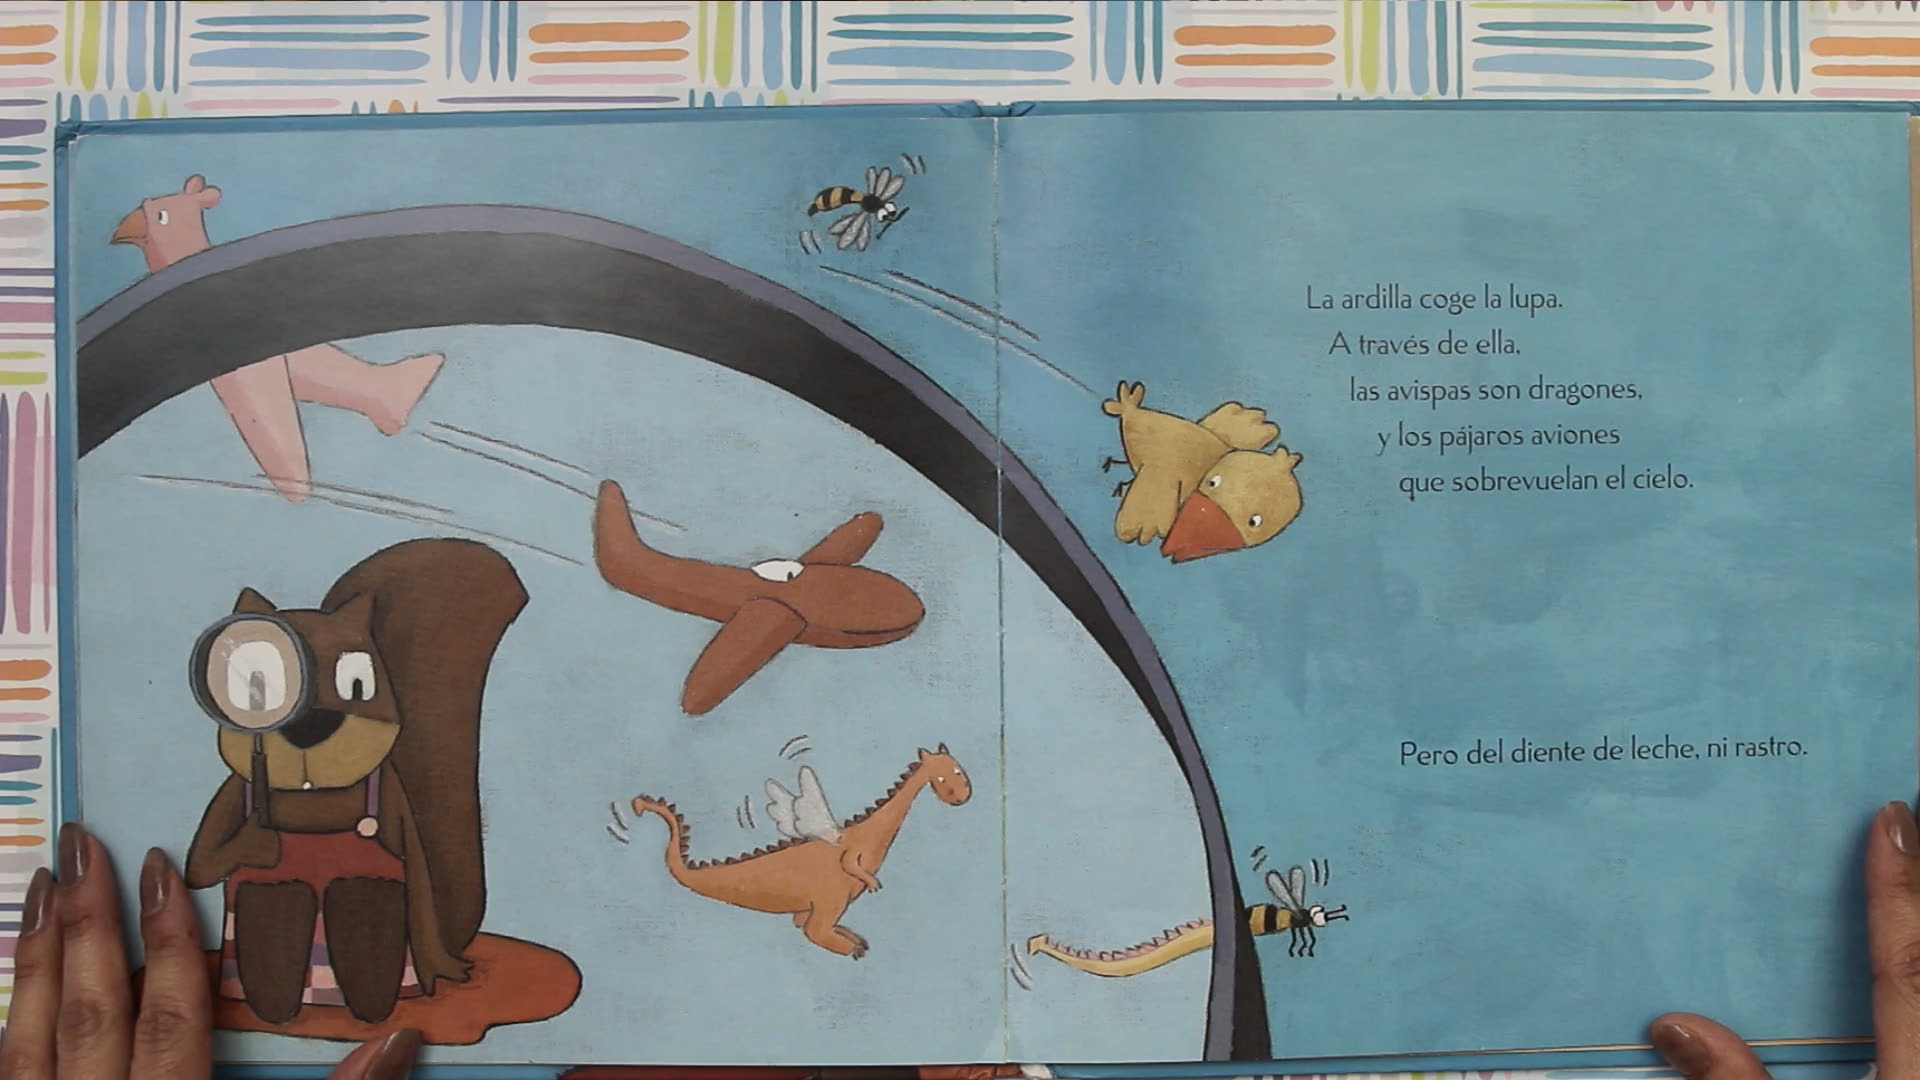 La ardilla coge la lupa.
A través de ella,
las avispas son dragones,
y los pájaros aviones
que sobrevuelan el cielo.
Pero del diente de leche, ni rastro.